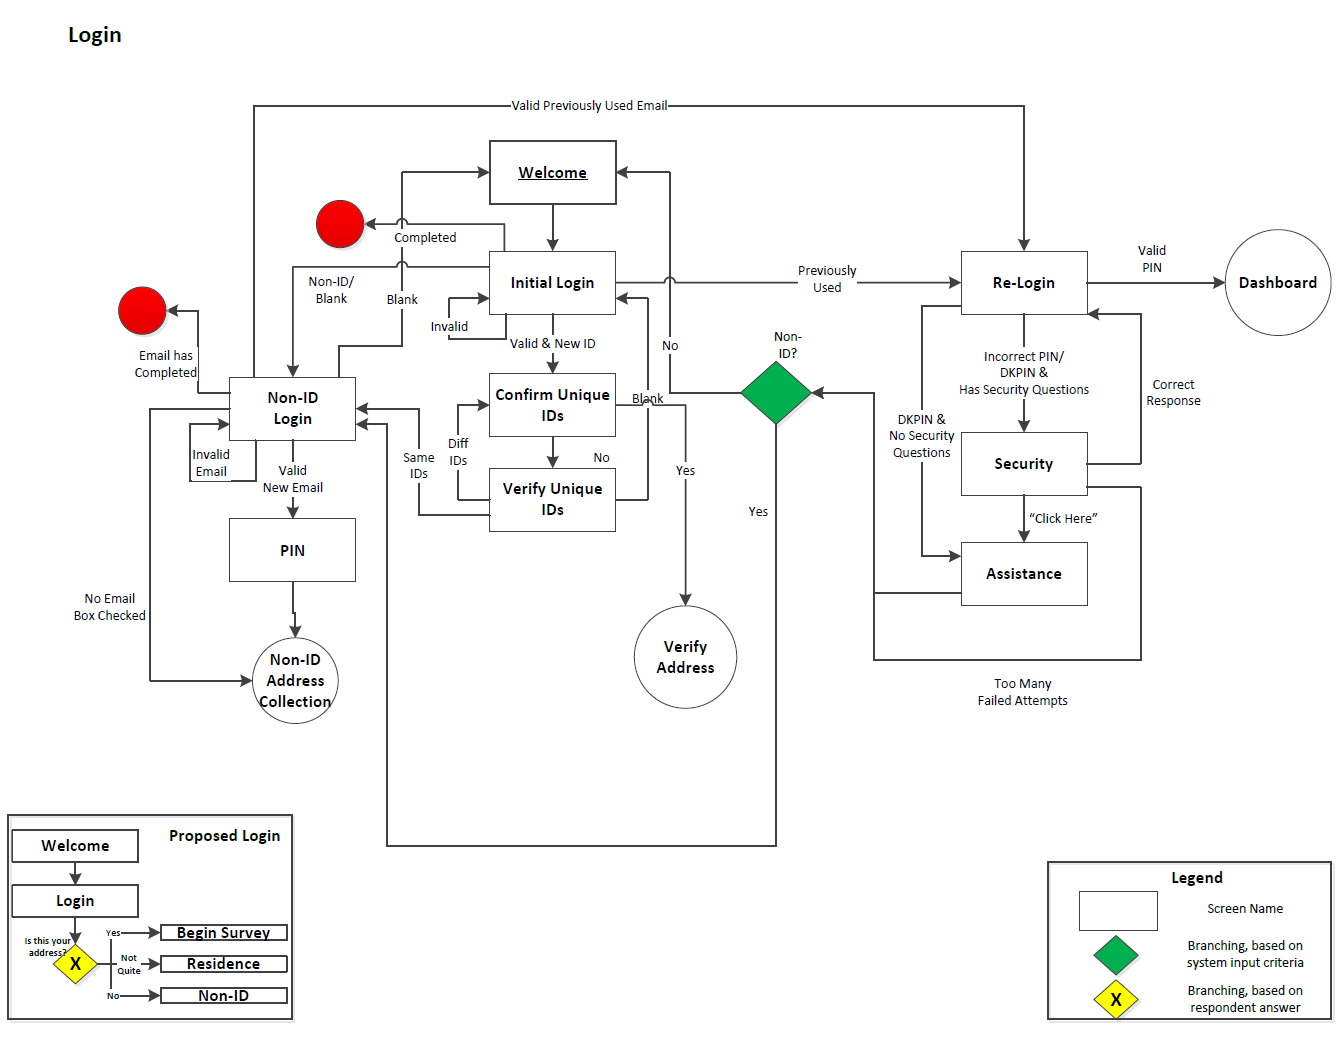 Login
Valid Previously Used Email
Welcome
Completed
Initial Login
Non-ID/
Blank
Blank
Invalid
Valid & New ID
Previously
Used
Re-Login
Valid
PIN
Dashboard
Email has
Completed
No
Non-
ID?
Incorrect PIN/
DKPIN &
Has Security Questions
Correct
Response
Non-ID
Login
Confirm Unique
IDs
Blank
DKPIN &
No Security
Questions
Invalid
Email
Valid
New Email
Same
IDs
Diff
IDs
No
Yes
Security
Verify Unique
IDs
Yes
"Click Here"
PIN
Assistance
No Email
Box Checked
Non-ID
Address
Collection
Verify
Address
Too Many
Failed Attempts
Proposed Login
Welcome
Login
Is this your
address?
X
Yes
Begin Survey
Not
Quite
Residence
No
Non-ID
Legend
Screen Name
Branching, based on
system input criteria
X
Branching, based on
respondent answer